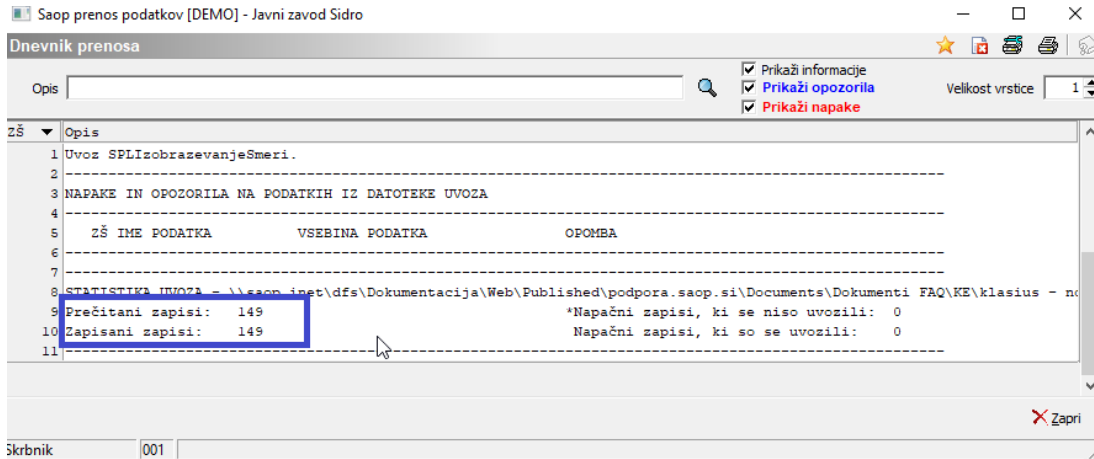 Saop prenos podatkov [DEMO] - Javni zavod Sidro
Dnevnik prenosa
Opis
Prikaži informacije
Prikaži opozorila
Prikaži napake
Velikost vrstice 1
ZŠ Opis
1 Uvoz SPLIzobrazevanjeSmeri.
2 ----------------------------------------------------------------------
3 NAPAKE IN OPOZORILA NA PODATKIH IZ DATOTEKE UVOZA
4 ----------------------------------------------------------------------
5 ZŠ IME PODATKA VSEBINA PODATKA OPOMBA
6 ----------------------------------------------------------------------
7 ----------------------------------------------------------------------
8 STATISTIKA UVOZA - \\saop.inet\dfs\Dokumentacija\Web\Published\podpora.saop.si\Documents\Dokumenti FAQ\KE\klasius - no
9 Prečitani zapisi: 149 *Napačni zapisi, ki se niso uvozili: 0
10 Zapisani zapisi: 149 Napačni zapisi, ki so se uvozili: 0
11 ----------------------------------------------------------------------
Zapri
Skrbnik 001